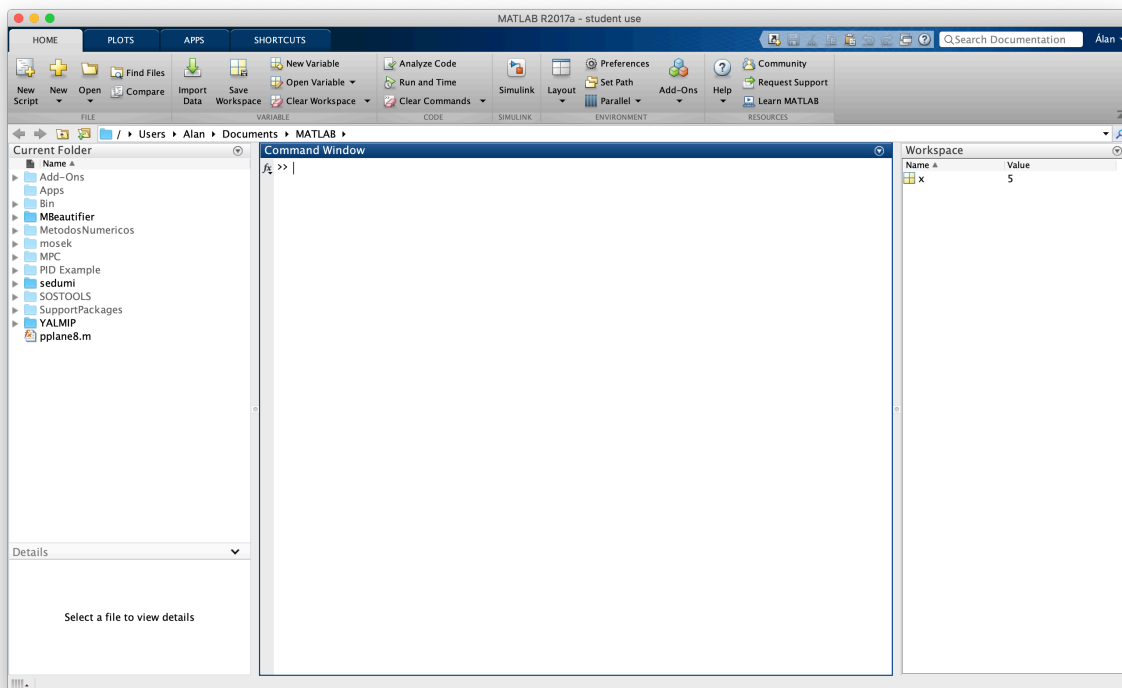 MATLAB R2017a - student use
HOME PLOTS APPS SHORTCUTS Search Documentation Álan
New Script New Open Find Files Compare Import Data Save Workspace New Variable Open Variable Clear Workspace Analyze Code Run and Time Clear Commands Simulink Layout Preferences Set Path Parallel Add-Ons Help Community Request Support Learn MATLAB
FILE VARIABLE CODE SIMULINK ENVIRONMENT RESOURCES
/ Users Alan Documents MATLAB
Current Folder
Name
Add-Ons
Apps
Bin
MBeautifier
MetodosNumericos
mosek
MPC
PID Example
sedumi
SOSTOOLS
SupportPackages
YALMIP
pplane8.m
Details
Select a file to view details
Command Window
fx >>
Workspace
Name Value
x 5